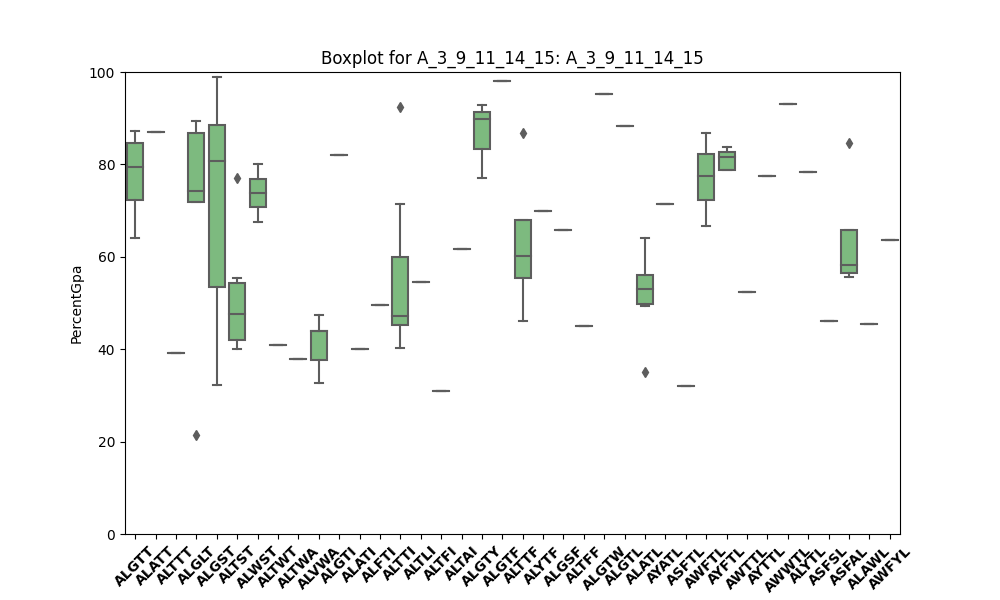 Boxplot for A_3_9_11_14_15: A_3_9_11_14_15
PercentGpa
100
80
60
40
20
0
ALGTT
ALATT
ALTTT
ALGLT
ALGST
ALTST
ALWST
ALTWT
ALTWA
ALVWA
ALGTI
ALATI
ALFTI
ALTTI
ALTLI
ALTFI
ALTAI
ALGTY
ALGTF
ALTTF
ALYTF
ALGSF
ALTFF
ALGTW
ALGTL
ALATL
AYATL
ASFTL
AWFTL
AYFTL
AWTTL
AYTTL
AWWTL
ALYTL
ASFSL
ASFAL
ALAWL
AWFYL